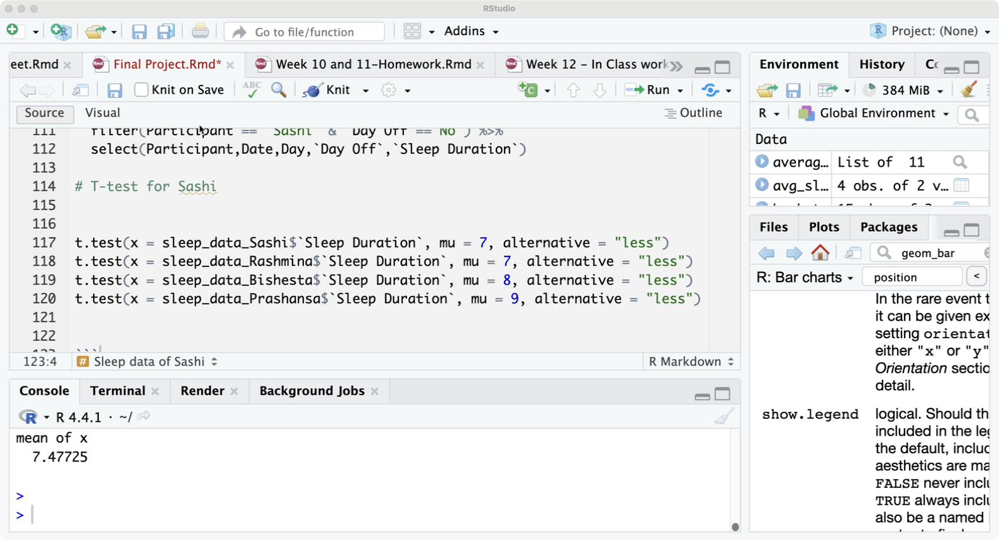 RStudio
Go to file/function
Addins
Project: (None)
eet.Rmd
Final Project.Rmd*
Week 10 and 11-Homework.Rmd
Week 12 - In Class work
Knit on Save
ABC
Knit
Run
Source
Visual
Outline
111 filter(Participant == "Sashi" & `Day Off` == "No") %>%
112 select(Participant,Date,Day,`Day Off`,`Sleep Duration`)
113
114 # T-test for Sashi
115
116
117 t.test(x = sleep_data_Sashi$`Sleep Duration`, mu = 7, alternative = "less")
118 t.test(x = sleep_data_Rashmina$`Sleep Duration`, mu = 7, alternative = "less")
119 t.test(x = sleep_data_Bishesta$`Sleep Duration`, mu = 8, alternative = "less")
120 t.test(x = sleep_data_Prashansa$`Sleep Duration`, mu = 9, alternative = "less")
121
122
123 ```
123:4
# Sleep data of Sashi
R Markdown
Console
Terminal
Render
Background Jobs
R 4.4.1 · ~/
mean of x
7.47725
>
>
Environment
History
384 MiB
R
Global Environment
Data
averag... List of 11
avg_sl... 4 obs. of 2 v...
Files
Plots
Packages
geom_bar
R: Bar charts
position
<
In the rare event t
it can be given ex
setting orientat
either "x" or "y"
Orientation sectio
detail.
show.legend
logical. Should th
included in the leg
the default, includ
aesthetics are ma
FALSE never inclu
TRUE always inclu
also be a named